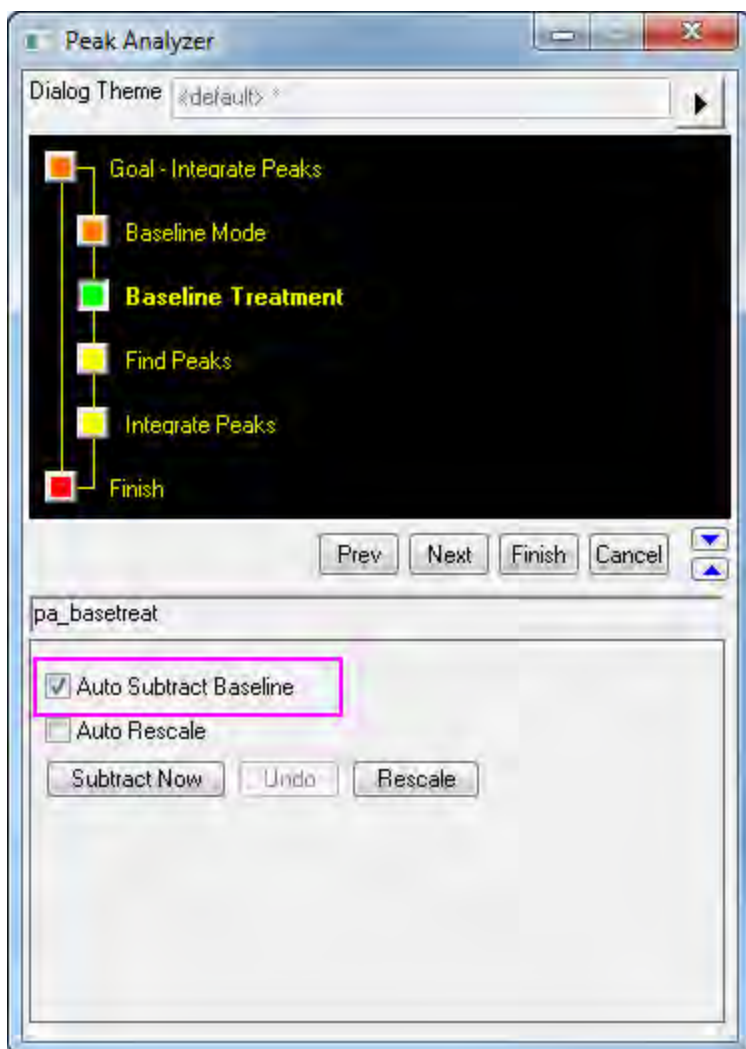 Peak Analyzer
Dialog Theme <default> *
Goal - Integrate Peaks
Baseline Mode
Baseline Treatment
Find Peaks
Integrate Peaks
Finish
Prev Next Finish Cancel
pa_basetreat
Auto Subtract Baseline
Auto Rescale
Subtract Now Undo Rescale